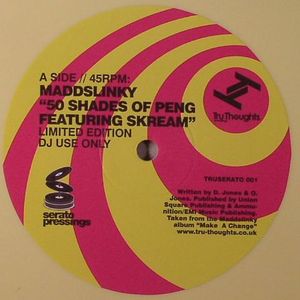 A SIDE // 45RPM:
MADDSLINKY
"50 SHADES OF PENG
FEATURING SKREAM"
LIMITED EDITION
DJ USE ONLY
Tru Thoughts
serato
pressings
TRUSERATO 001
Written by D. Jones & O.
Jones. Published by Union
Square Publishing & Ammu-
nition/EMI Music Publishing.
Taken from the Maddslinky
album "Make A Change"
www.tru-thoughts.co.uk